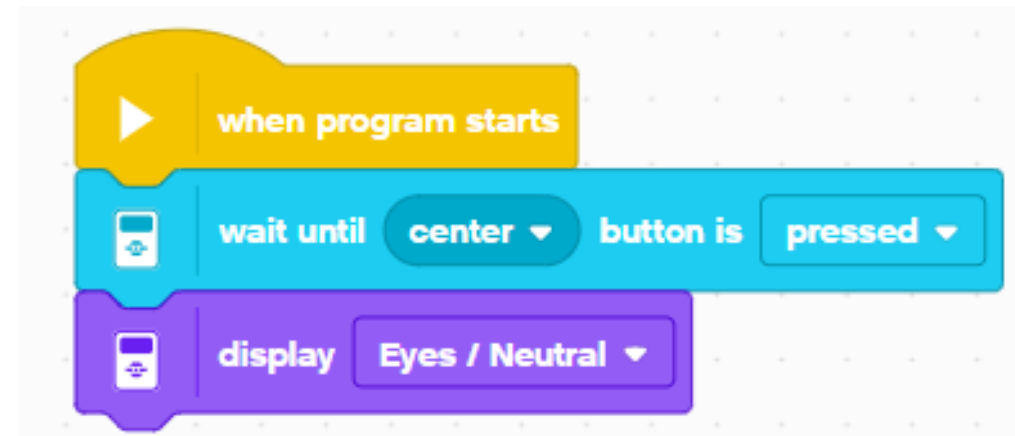 when program starts
wait until center button is pressed
display Eyes / Neutral